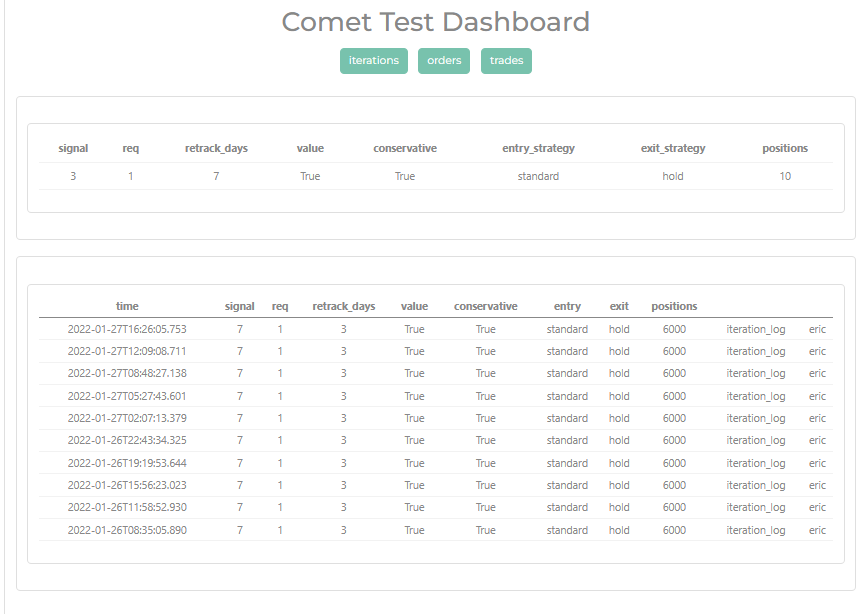 Comet Test Dashboard
iterations orders trades
signal req retrack_days value conservative entry_strategy exit_strategy positions
3 1 7 True True standard hold 10
time signal req retrack_days value conservative entry exit positions
2022-01-27T16:26:05.753 7 1 3 True True standard hold 6000 iteration_log eric
2022-01-27T12:09:08.711 7 1 3 True True standard hold 6000 iteration_log eric
2022-01-27T08:48:27.138 7 1 3 True True standard hold 6000 iteration_log eric
2022-01-27T05:27:43.601 7 1 3 True True standard hold 6000 iteration_log eric
2022-01-27T02:07:13.379 7 1 3 True True standard hold 6000 iteration_log eric
2022-01-26T22:43:34.325 7 1 3 True True standard hold 6000 iteration_log eric
2022-01-26T19:19:53.644 7 1 3 True True standard hold 6000 iteration_log eric
2022-01-26T15:56:23.023 7 1 3 True True standard hold 6000 iteration_log eric
2022-01-26T11:58:52.930 7 1 3 True True standard hold 6000 iteration_log eric
2022-01-26T08:35:05.890 7 1 3 True True standard hold 6000 iteration_log eric